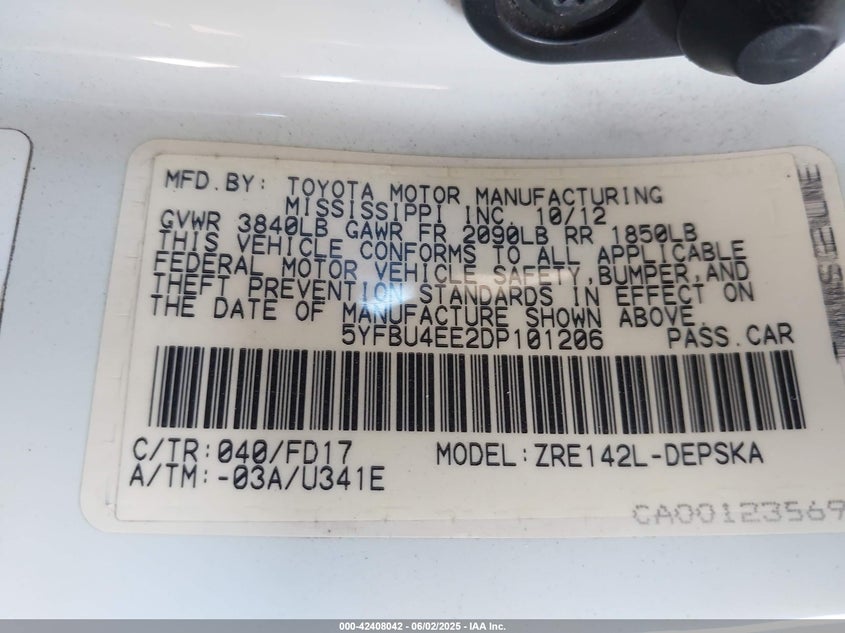 MFD.BY: TOYOTA MOTOR MANUFACTURING
MISSISSIPPI INC. 10/12
GVWR 3840LB GAWR FR 2090LB RR 1850LB
THIS VEHICLE CONFORMS TO ALL APPLICABLE
FEDERAL MOTOR VEHICLE SAFETY,BUMPER,AND
THEFT PREVENTION STANDARDS IN EFFECT ON
THE DATE OF MANUFACTURE SHOWN ABOVE.
5YFBU4EE2DP101206 PASS.CAR
C/TR:040/FD17 MODEL:ZRE142L-DEPSKA
A/TM:-03A/U341E
CA00123569
000-42408042 | 06/02/2025 - IAA Inc.